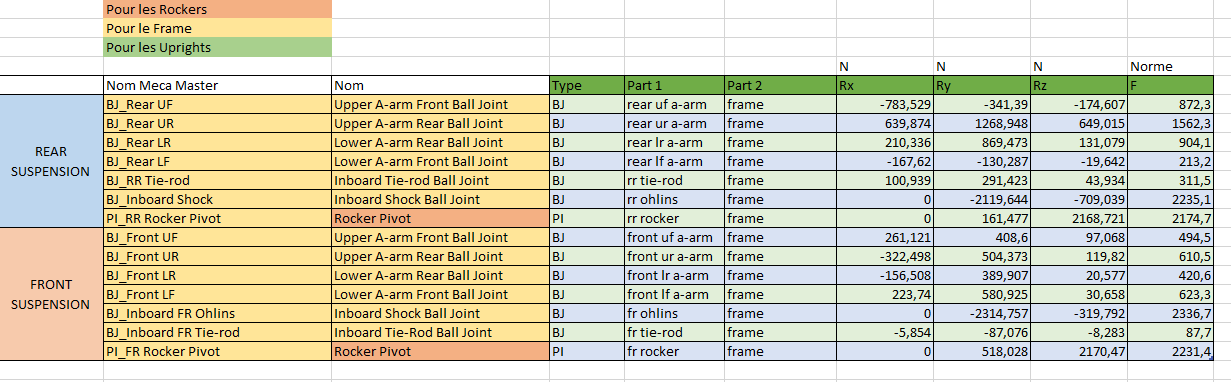 Pour les Rockers
Pour le Frame
Pour les Uprights
N N N Norme
Nom Meca Master Nom Type Part 1 Part 2 Rx Ry Rz F
REAR SUSPENSION
BJ_Rear UF Upper A-arm Front Ball Joint BJ rear uf a-arm frame -783,529 -341,39 -174,607 872,3
BJ_Rear UR Upper A-arm Rear Ball Joint BJ rear ur a-arm frame 639,874 1268,948 649,015 1562,3
BJ_Rear LR Lower A-arm Rear Ball Joint BJ rear lr a-arm frame 210,336 869,473 131,079 904,1
BJ_Rear LF Lower A-arm Front Ball Joint BJ rear lf a-arm frame -167,62 -130,287 -19,642 213,2
BJ_RR Tie-rod Inboard Tie-rod Ball Joint BJ rr tie-rod frame 100,939 291,423 43,934 311,5
BJ_Inboard Shock Inboard Shock Ball Joint BJ rr ohlins frame 0 -2119,644 -709,039 2235,1
PI_RR Rocker Pivot Rocker Pivot PI rr rocker frame 0 161,477 2168,721 2174,7
FRONT SUSPENSION
BJ_Front UF Upper A-arm Front Ball Joint BJ front uf a-arm frame 261,121 408,6 97,068 494,5
BJ_Front UR Upper A-arm Rear Ball Joint BJ front ur a-arm frame -322,498 504,373 119,82 610,5
BJ_Front LR Lower A-arm Rear Ball Joint BJ front lr a-arm frame -156,508 389,907 20,577 420,6
BJ_Front LF Lower A-arm Front Ball Joint BJ front lf a-arm frame 223,74 580,925 30,658 623,3
BJ_Inboard FR Ohlins Inboard Shock Ball Joint BJ fr ohlins frame 0 -2314,757 -319,792 2336,7
BJ_Inboard FR Tie-rod Inboard Tie-Rod Ball Joint BJ fr tie-rod frame -5,854 -87,076 -8,283 87,7
PI_FR Rocker Pivot Rocker Pivot PI fr rocker frame 0 518,028 2170,47 2231,4